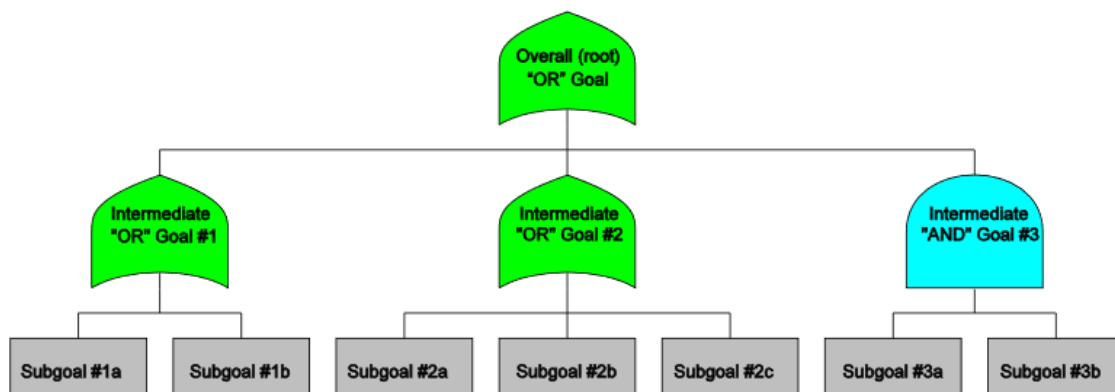 Overall (root)
"OR" Goal
Intermediate
"OR" Goal #1
Intermediate
"OR" Goal #2
Intermediate
"AND" Goal #3
Subgoal #1a
Subgoal #1b
Subgoal #2a
Subgoal #2b
Subgoal #2c
Subgoal #3a
Subgoal #3b